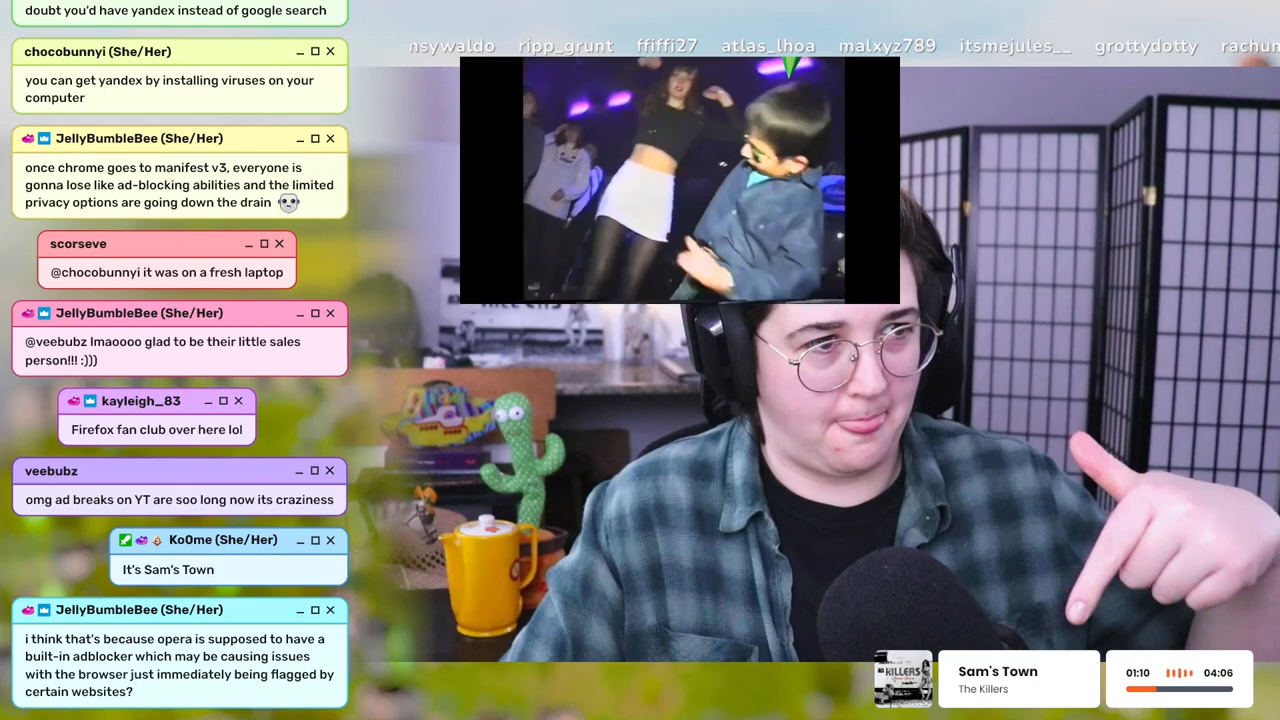 doubt you'd have yandex instead of google search
chocobunnyi (She/Her)
you can get yandex by installing viruses on your
computer
JellyBumbleBee (She/Her)
once chrome goes to manifest v3, everyone is
gonna lose like ad-blocking abilities and the limited
privacy options are going down the drain
scorseve
@chocobunnyi it was on a fresh laptop
JellyBumbleBee (She/Her)
@veebubz lmaoooo glad to be their little sales
person!!! :)))
kayleigh_83
Firefox fan club over here lol
veebubz
omg ad breaks on YT are soo long now its craziness
Ko0me (She/Her)
It's Sam's Town
JellyBumbleBee (She/Her)
i think that's because opera is supposed to have a
built-in adblocker which may be causing issues
with the browser just immediately being flagged by
certain websites?
nsywaldo ripp_grunt ffiffi27 atlas_lhoa malxyz789 itsmejules__ grottydotty rachun
KILLERS
Sam's Town
The Killers
01:10 04:06